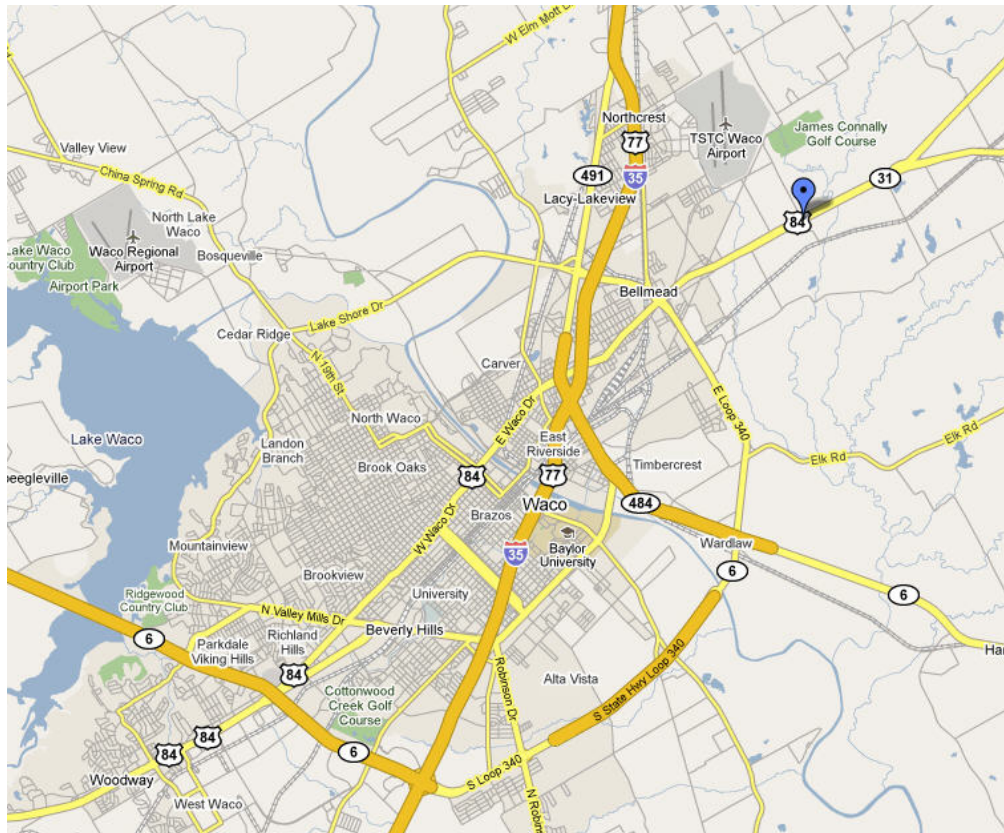 W Elm Mott D
Northcrest
77
TSTC Waco
Airport
James Connally
Golf Course
Valley View
China Spring Rd
491
35
31
Lacy-Lakeview
North Lake
Waco
84
Lake Waco
Country Club
Waco Regional
Airport
Bosqueville
Airport Park
Bellmead
Lake Shore Dr
Cedar Ridge
N 19th St
Carver
E Waco Dr
E Loop 340
North Waco
Lake Waco
Landon
Branch
East
Riverside
Elk Rd
Elk Rd
Brook Oaks
84
77
Timbercrest
peegleville
Waco
484
Brazos
W Waco Dr
Mountainview
35
Baylor
University
Wardlaw
Brookview
6
6
Ridgewood
Country Club
University
N Valley Mills Dr
Beverly Hills
6
Parkdale
Viking Hills
Richland
Hills
84
Robinson Dr
Alta Vista
S State Hwy Loop 340
Har
Cottonwood
Creek Golf
Course
84
84
6
Woodway
S Loop 340
West Waco
N Robins